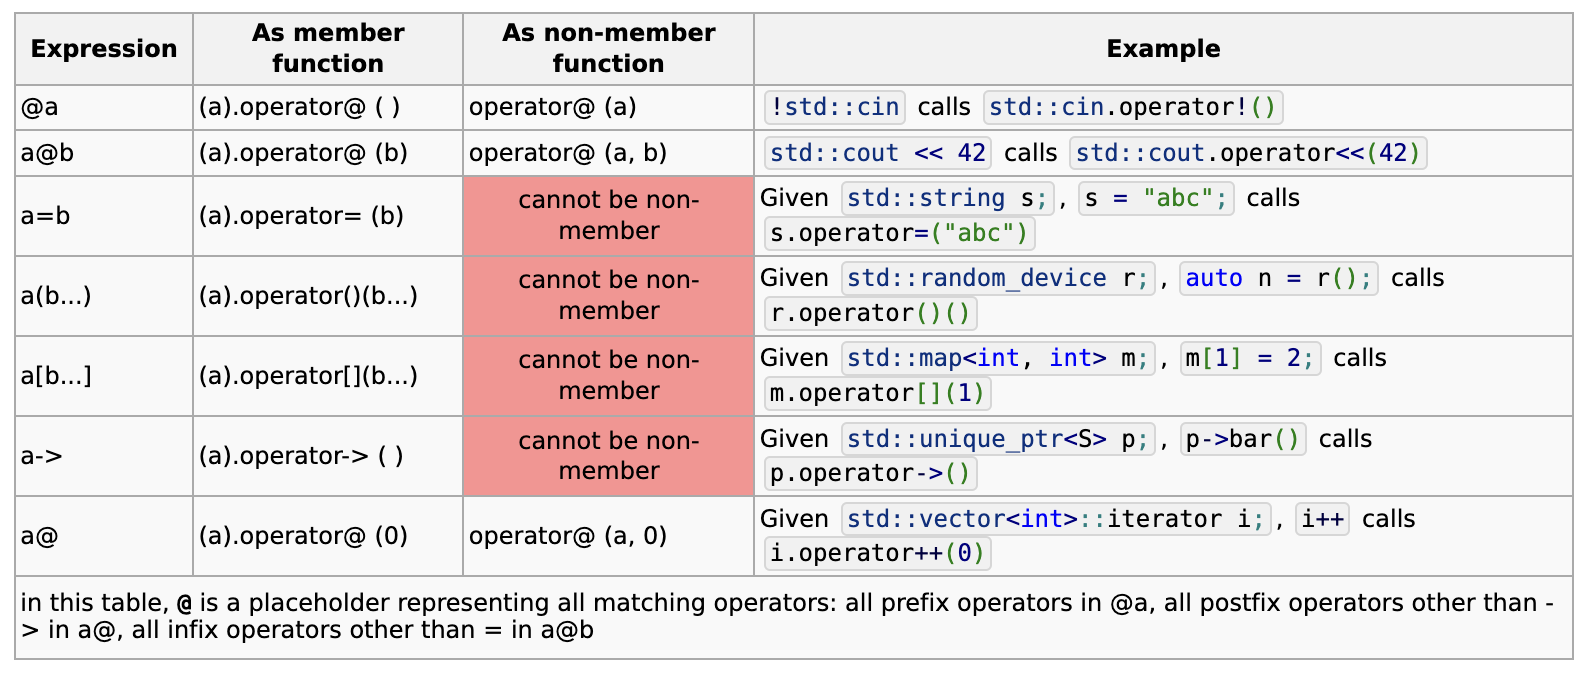 Expression As member function As non-member function Example
@a (a).operator@ ( ) operator@ (a) !std::cin calls std::cin.operator!()
a@b (a).operator@ (b) operator@ (a, b) std::cout << 42 calls std::cout.operator<<(42)
a=b (a).operator= (b) cannot be non-member Given std::string s;, s = "abc"; calls
s.operator=("abc")
a(b...) (a).operator()(b...) cannot be non-member Given std::random_device r;, auto n = r(); calls
r.operator()()
a[b...] (a).operator[](b...) cannot be non-member Given std::map<int, int> m;, m[1] = 2; calls
m.operator[](1)
a-> (a).operator-> ( ) cannot be non-member Given std::unique_ptr<S> p;, p->bar() calls
p.operator->()
a@ (a).operator@ (0) operator@ (a, 0) Given std::vector<int>::iterator i;, i++ calls
i.operator++(0)
in this table, @ is a placeholder representing all matching operators: all prefix operators in @a, all postfix operators other than -
> in a@, all infix operators other than = in a@b